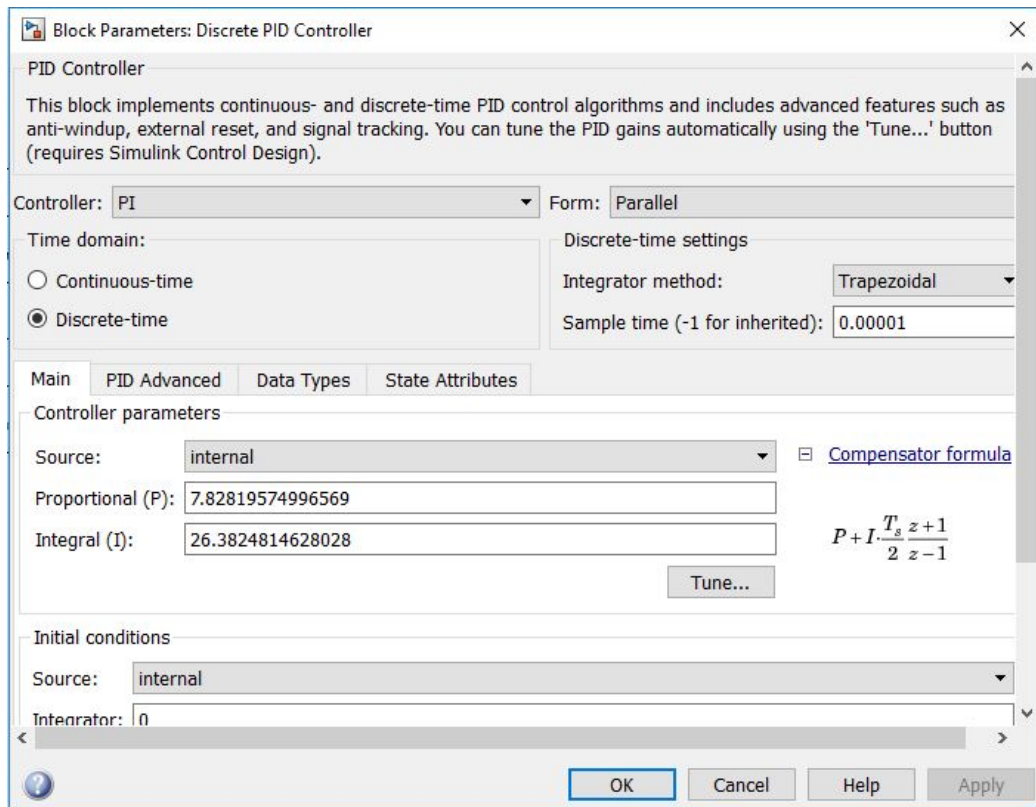 Block Parameters: Discrete PID Controller
PID Controller
This block implements continuous- and discrete-time PID control algorithms and includes advanced features such as
anti-windup, external reset, and signal tracking. You can tune the PID gains automatically using the 'Tune...' button
(requires Simulink Control Design).
Controller: PI Form: Parallel
Time domain: Discrete-time settings
Continuous-time Integrator method: Trapezoidal
Discrete-time Sample time (-1 for inherited): 0.00001
Main PID Advanced Data Types State Attributes
Controller parameters
Source: internal Compensator formula
Proportional (P): 7.82819574996569
Integral (I): 26.3824814628028
P+I·\frac{T_s}{2}\frac{z+1}{z-1}
Tune...
Initial conditions
Source: internal
Integrator: 0
OK Cancel Help Apply